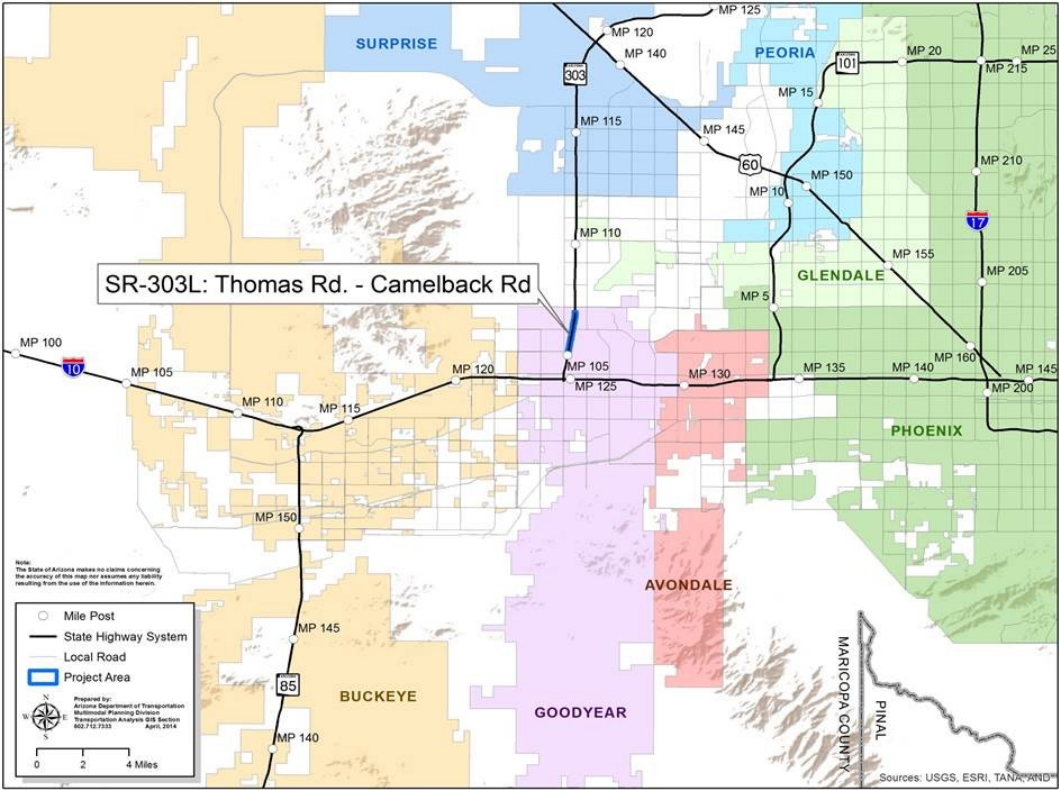 MP 125
SURPRISE
MP 120
PEORIA
MP 140
303
101
MP 20
MP 25
MP 215
MP 15
MP 115
MP 145
60
MP 210
MP 10
MP 150
17
MP 110
MP 155
GLENDALE
MP 205
SR-303L: Thomas Rd. - Camelback Rd
MP 5
MP 100
10
MP 160
MP 105
MP 120
MP 105
MP 125
MP 130
MP 135
MP 140
MP 145
MP 200
MP 110
MP 115
PHOENIX
MP 150
Note:
The State of Arizona makes no claims concerning
the accuracy of this map nor assumes any liability
resulting from the use of the information herein.
AVONDALE
Mile Post
State Highway System
Local Road
Project Area
N
W
E
S
Prepared by:
Arizona Department of Transportation
Multimodal Planning Division
Transportation Analysis GIS Section
602.712.7333 April, 2014
0 2 4 Miles
MP 145
85
BUCKEYE
GOODYEAR
MP 140
MARICOPA COUNTY
PINAL
Sources: USGS, ESRI, TANA, AND